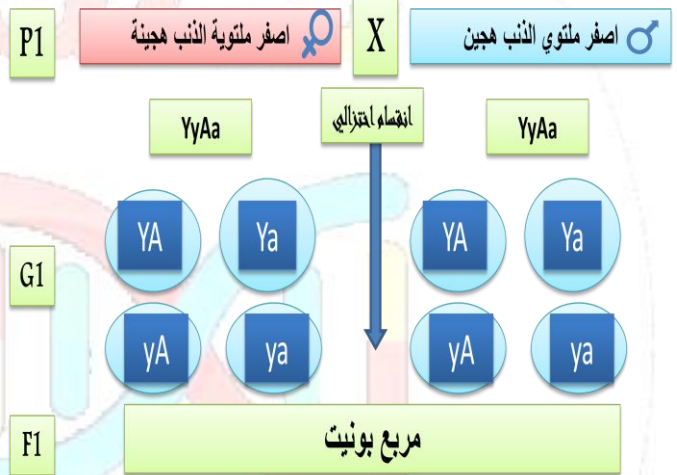 P1
اصفر ملتوي الذنب هجين
X
اصفر ملتوية الذنب هجينة
YyAa
انقسام اختزالي
YyAa
G1
YA Ya YA Ya
yA ya yA ya
F1
مربع بونيت